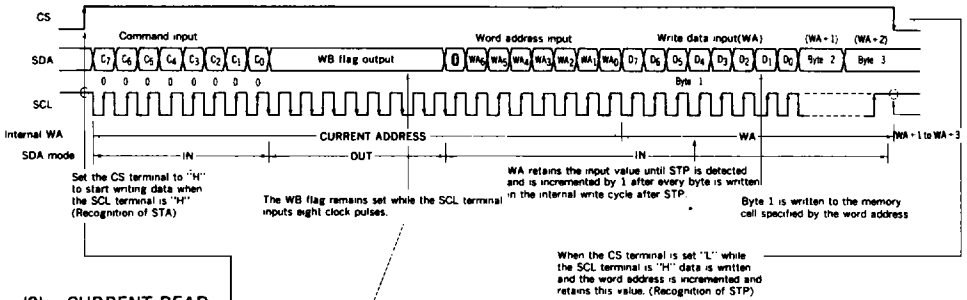 CS
Command input
Word address input
Write data input(WA)
(WA+1)
(WA+2)
SDA
C7 C6 C5 C4 C3 C2 C1 C0
WB flag output
0 WA6 WA5 WA4 WA3 WA2 WA1 WA0 D7 D6 D5 D4 D3 D2 D1 D0
Byte 2
Byte 3
0 0 0 0 0 0 0 0
Byte 1
SCL
Internal WA
CURRENT ADDRESS
WA
WA+1 to WA+3
SDA mode
IN
OUT
IN
Set the CS terminal to "H"
to start writing data when
the SCL terminal is "H"
(Recognition of STA)
The WB flag remains set while the SCL terminal
inputs eight clock pulses.
WA retains the input value until STP is detected
and is incremented by 1 after every byte is written
in the internal write cycle after STP.
Byte 1 is written to the memory
cell specified by the word address
When the CS terminal is set "L" while
the SCL terminal is "H" data is written
and the word address is incremented and
retains this value. (Recognition of STP)
CURRENT READ